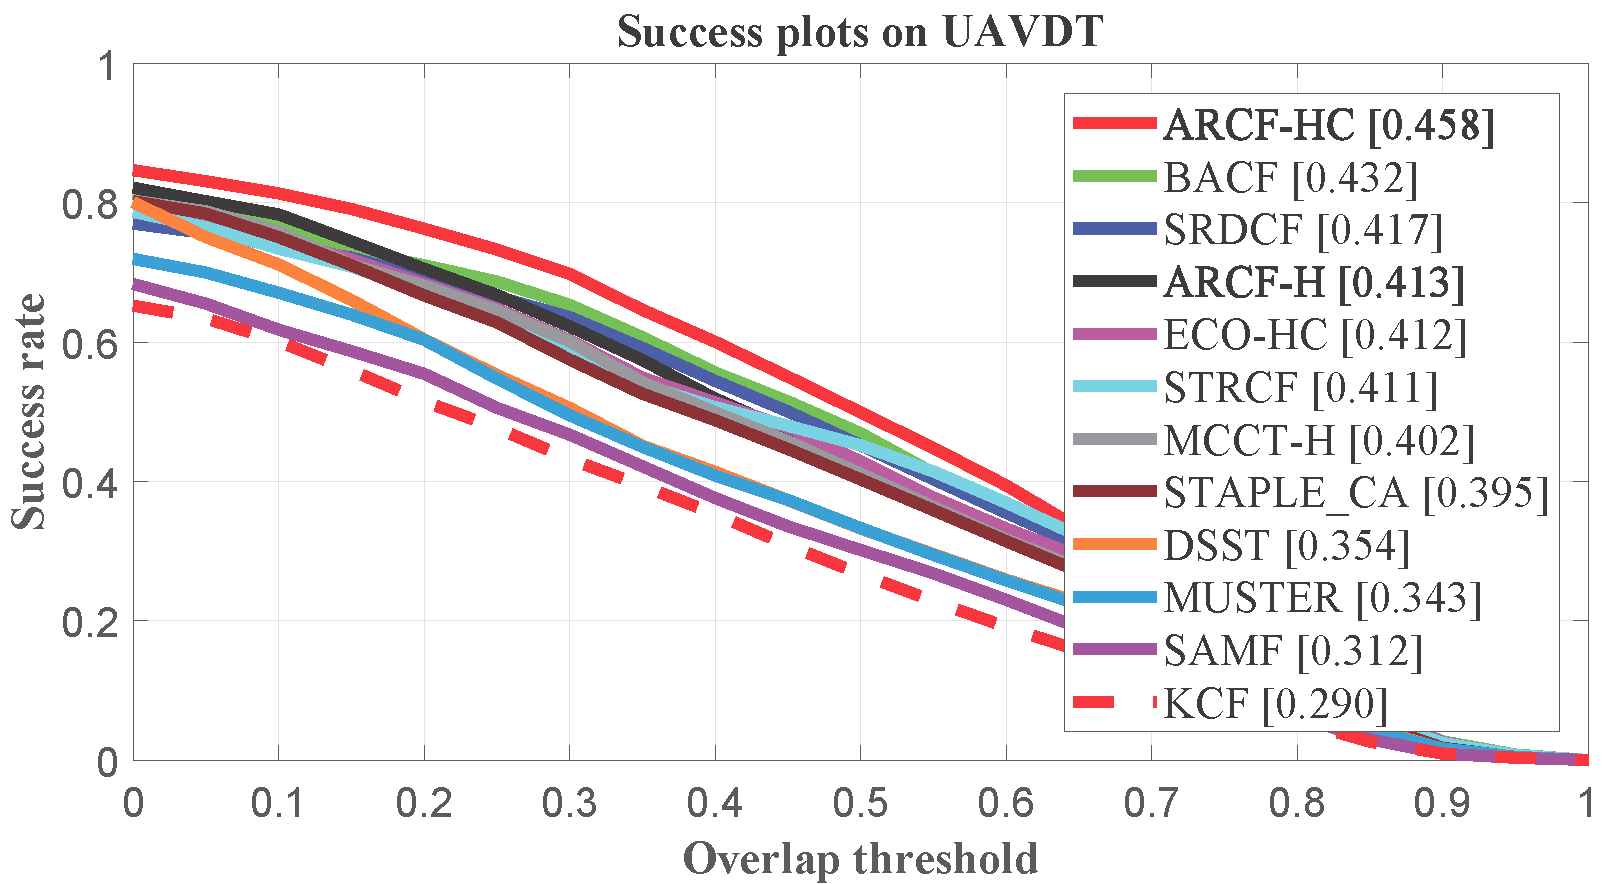 Success plots on UAVDT
Success rate
1
0.8
0.6
0.4
0.2
0
ARCF-HC [0.458]
BACF [0.432]
SRDCF [0.417]
ARCF-H [0.413]
ECO-HC [0.412]
STRCF [0.411]
MCCT-H [0.402]
STAPLE_CA [0.395]
DSST [0.354]
MUSTER [0.343]
SAMF [0.312]
KCF [0.290]
0 0.1 0.2 0.3 0.4 0.5 0.6 0.7 0.8 0.9 1
Overlap threshold